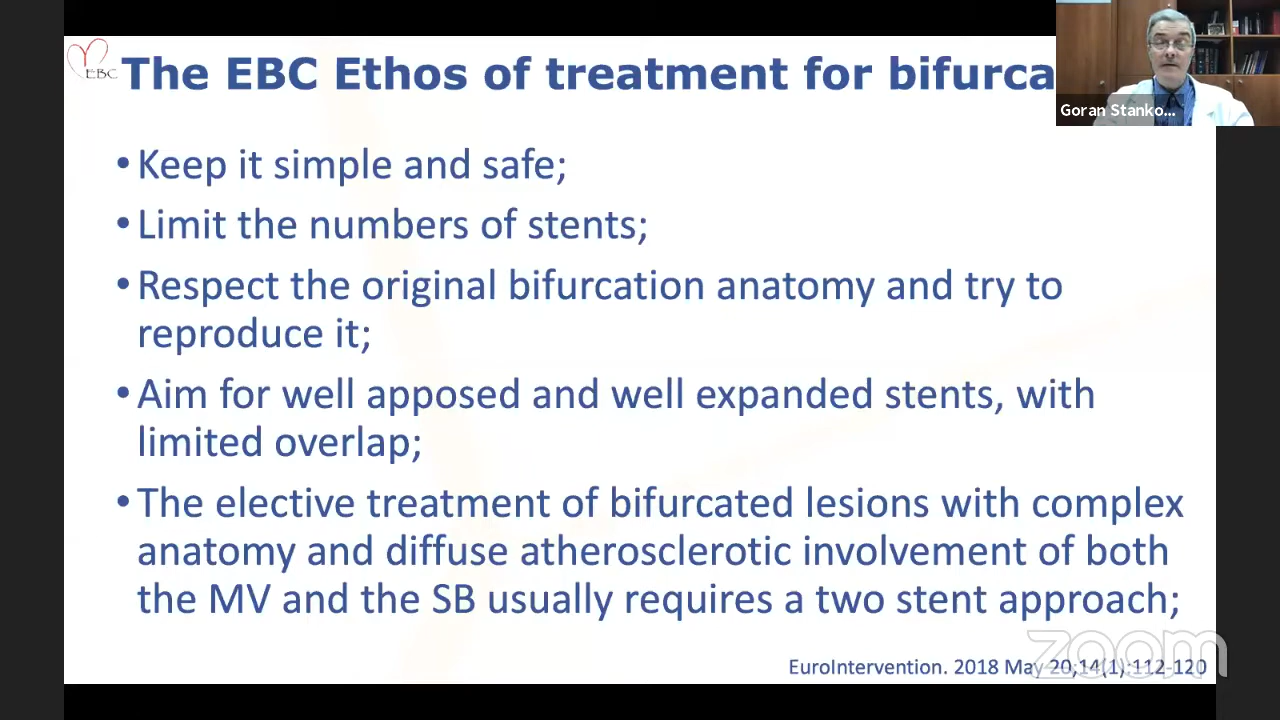 EBC
The EBC Ethos of treatment for bifurca
Goran Stanko...
•Keep it simple and safe;
•Limit the numbers of stents;
•Respect the original bifurcation anatomy and try to
reproduce it;
•Aim for well apposed and well expanded stents, with
limited overlap;
•The elective treatment of bifurcated lesions with complex
anatomy and diffuse atherosclerotic involvement of both
the MV and the SB usually requires a two stent approach;
zoom
EuroIntervention. 2018 May 20;14(1):112-120